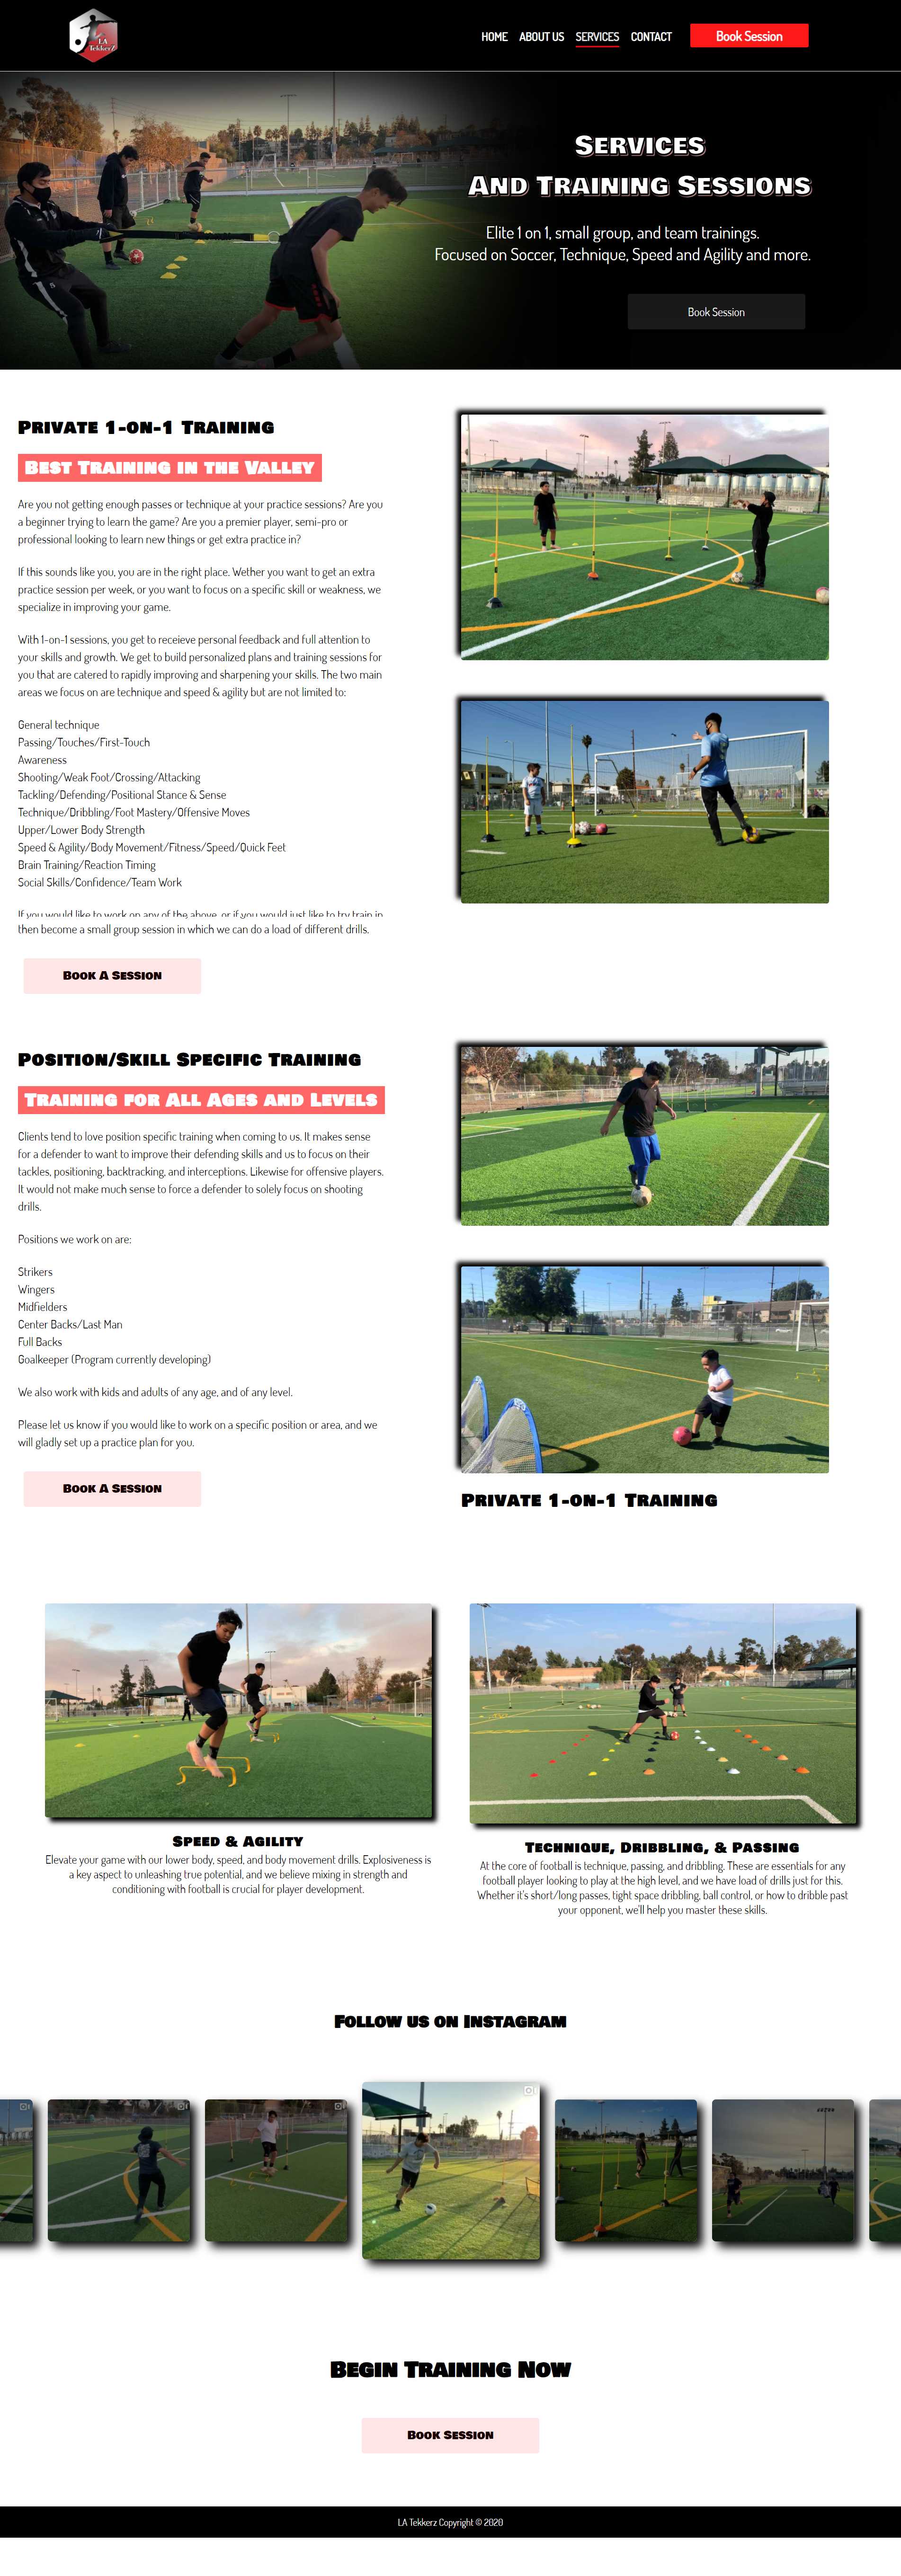 LA
Tekkerz
HOME ABOUT US SERVICES CONTACT Book Session
Services
And Training Sessions
Elite 1 on 1, small group, and team trainings.
Focused on Soccer, Technique, Speed and Agility and more.
Book Session
Private 1-on-1 Training
Best Training in the Valley
Are you not getting enough passes or technique at your practice sessions? Are you
a beginner trying to learn the game? Are you a premier player, semi-pro or
professional looking to learn new things or get extra practice in?
If this sounds like you, you are in the right place. Wether you want to get an extra
practice session per week, or you want to focus on a specific skill or weakness, we
specialize in improving your game.
With 1-on-1 sessions, you get to receieve personal feedback and full attention to
your skills and growth. We get to build personalized plans and training sessions for
you that are catered to rapidly improving and sharpening your skills. The two main
areas we focus on are technique and speed & agility but are not limited to:
General technique
Passing/Touches/First-Touch
Awareness
Shooting/Weak Foot/Crossing/Attacking
Tackling/Defending/Positional Stance & Sense
Technique/Dribbling/Foot Mastery/Offensive Moves
Upper/Lower Body Strength
Speed & Agility/Body Movement/Fitness/Speed/Quick Feet
Brain Training/Reaction Timing
Social Skills/Confidence/Team Work
If you would like to work on any of the above, or if you would just like to try train in
then become a small group session in which we can do a load of different drills.
Book A Session
Position/Skill Specific Training
Training for All Ages and Levels
Clients tend to love position specific training when coming to us. It makes sense
for a defender to want to improve their defending skills and us to focus on their
tackles, positioning, backtracking, and interceptions. Likewise for offensive players.
It would not make much sense to force a defender to solely focus on shooting
drills.
Positions we work on are:
Strikers
Wingers
Midfielders
Center Backs/Last Man
Full Backs
Goalkeeper (Program currently developing)
We also work with kids and adults of any age, and of any level.
Please let us know if you would like to work on a specific position or area, and we
will gladly set up a practice plan for you.
Book A Session
Private 1-on-1 Training
Speed & Agility
Elevate your game with our lower body, speed, and body movement drills. Explosiveness is
a key aspect to unleashing true potential, and we believe mixing in strength and
conditioning with football is crucial for player development.
Technique, Dribbling, & Passing
At the core of football is technique, passing, and dribbling. These are essentials for any
football player looking to play at the high level, and we have load of drills just for this.
Whether it's short/long passes, tight space dribbling, ball control, or how to dribble past
your opponent, we'll help you master these skills.
Follow us on Instagram
Begin Training Now
Book Session
LA Tekkerz Copyright © 2020